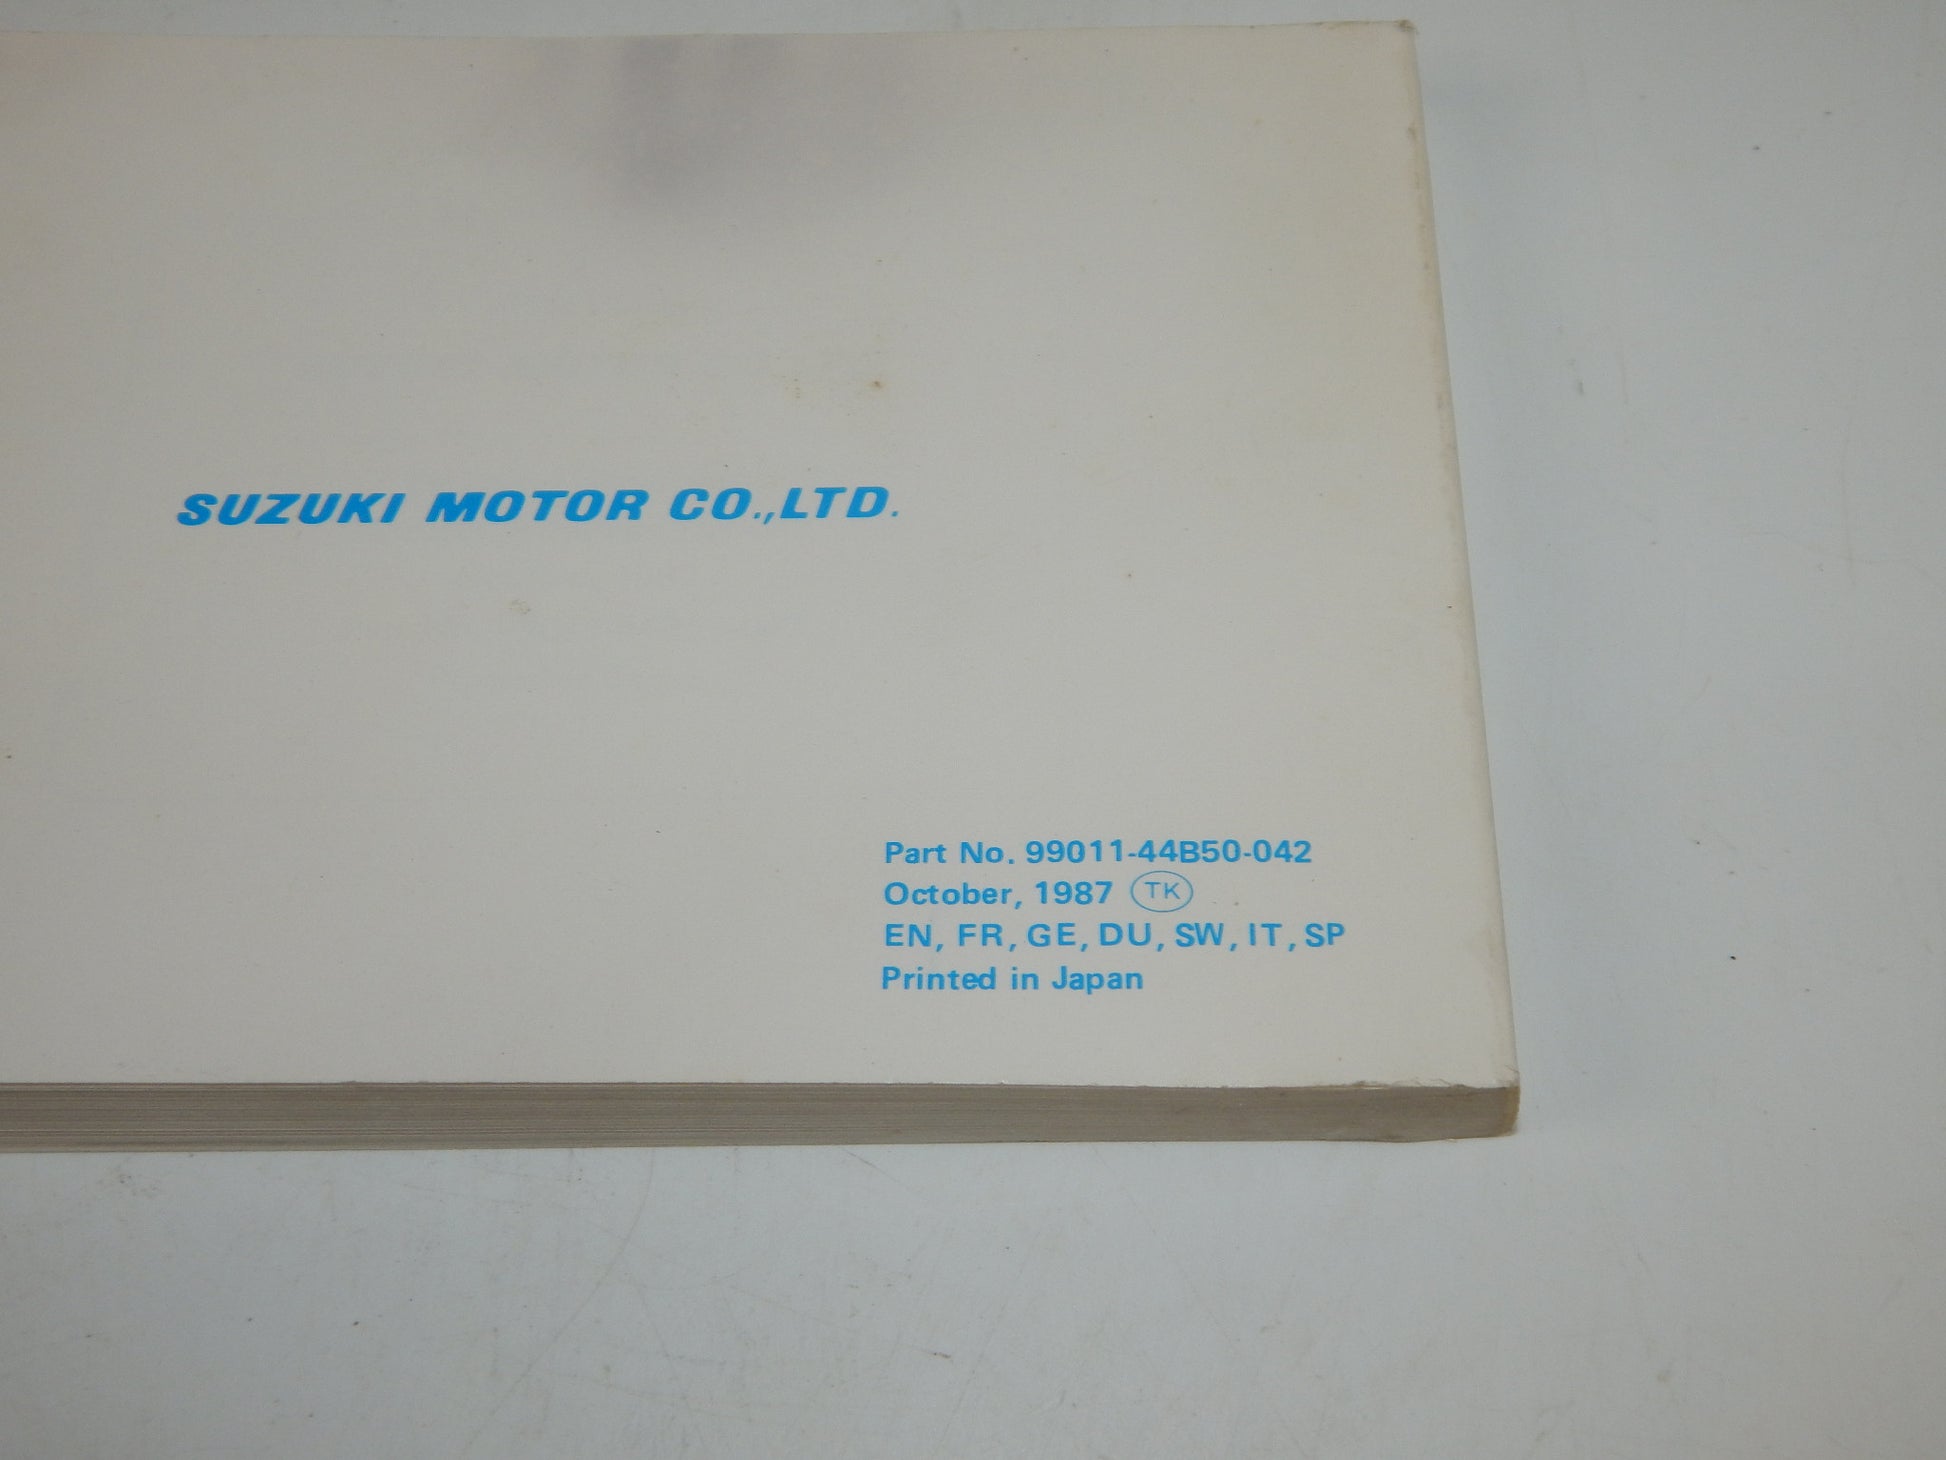 SUZUKI MOTOR CO.,LTD.
Part No. 99011-44B50-042
October, 1987 TK
EN, FR, GE, DU, SW, IT, SP
Printed in Japan